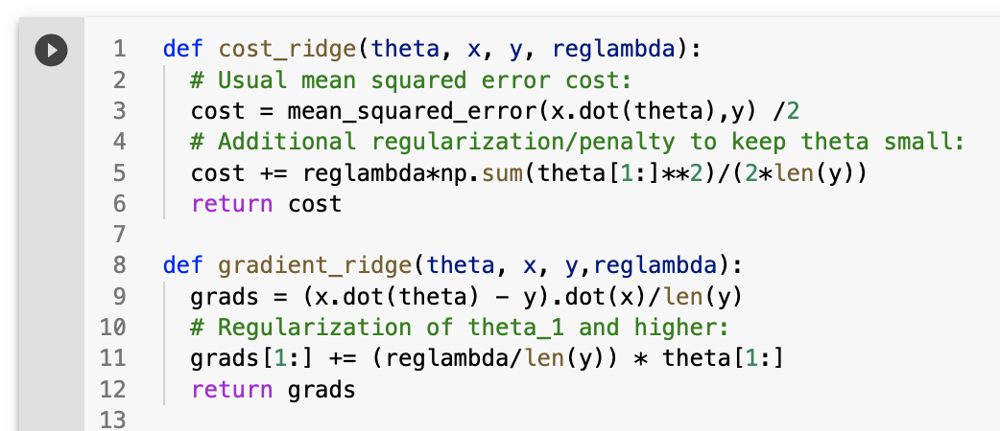 1 def cost_ridge(theta, x, y, reglambda):
2   # Usual mean squared error cost:
3   cost = mean_squared_error(x.dot(theta),y) /2
4   # Additional regularization/penalty to keep theta small:
5   cost += reglambda*np.sum(theta[1:]**2)/(2*len(y))
6   return cost
7
8 def gradient_ridge(theta, x, y,reglambda):
9   grads = (x.dot(theta) - y).dot(x)/len(y)
10   # Regularization of theta_1 and higher:
11   grads[1:] += (reglambda/len(y)) * theta[1:]
12   return grads
13